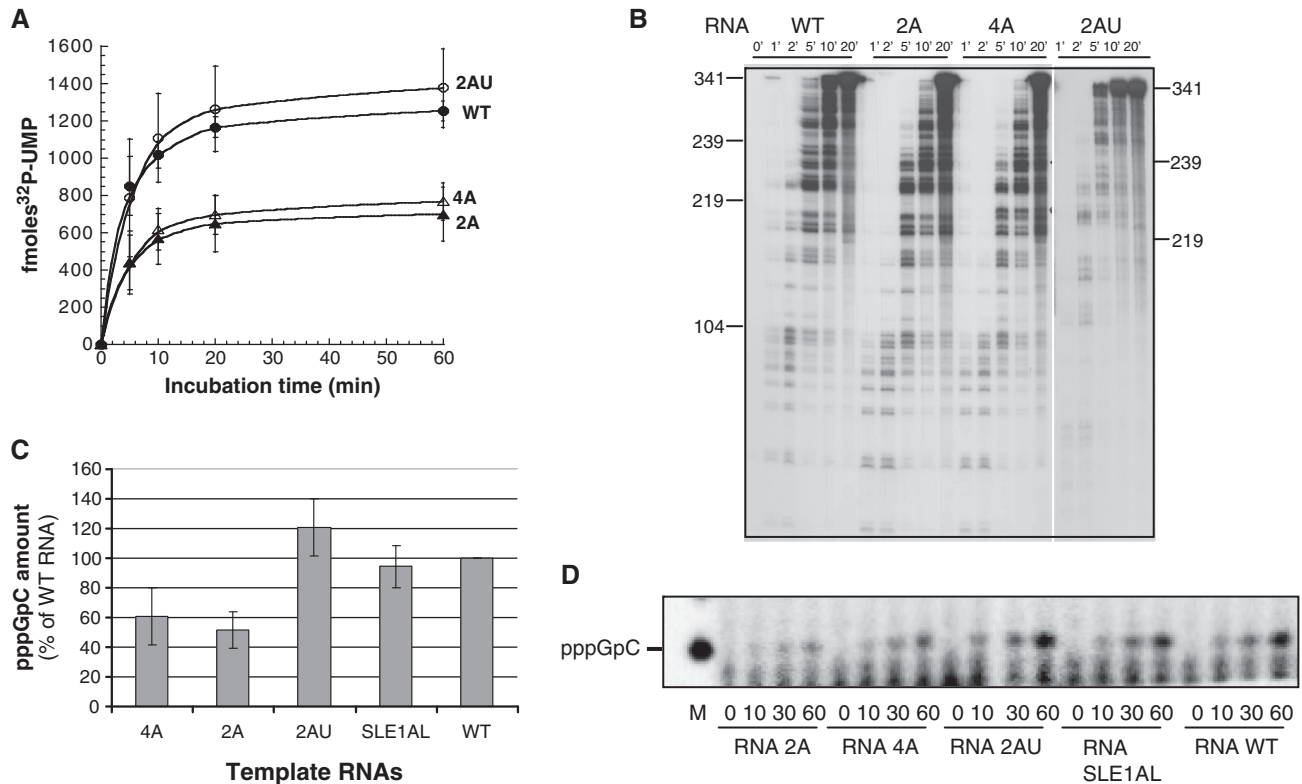 A
1600
1400
1200
1000
800
600
400
200
0
fmoles³²P-UMP
2AU
WT
4A
2A
0 10 20 30 40 50 60
Incubation time (min)
B
RNA WT 2A 4A 2AU
0' 1' 2' 5' 10' 20' 1' 2' 5' 10' 20' 1' 2' 5' 10' 20' 1' 2' 5' 10' 20'
341
239
219
104
341
239
219
C
160
140
120
100
80
60
40
20
0
pppGpC amount
(% of WT RNA)
4A 2A 2AU SLE1AL WT
Template RNAs
D
pppGpC
M 0 10 30 60 0 10 30 60 0 10 30 60 0 10 30 60 0 10 30 60
RNA 2A RNA 4A RNA 2AU RNA SLE1AL RNA WT